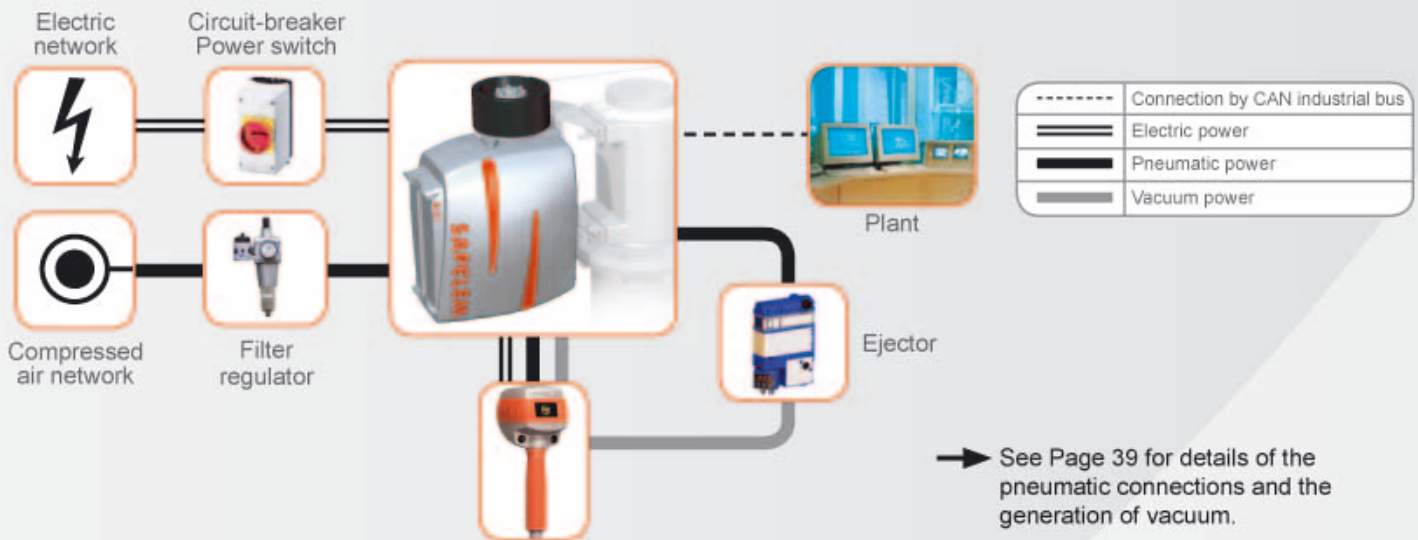 Electric
network
Circuit-breaker
Power switch
SAPELEM
Plant
Connection by CAN industrial bus
Electric power
Pneumatic power
Vacuum power
Compressed
air network
Filter
regulator
Ejector
See Page 39 for details of the
pneumatic connections and the
generation of vacuum.